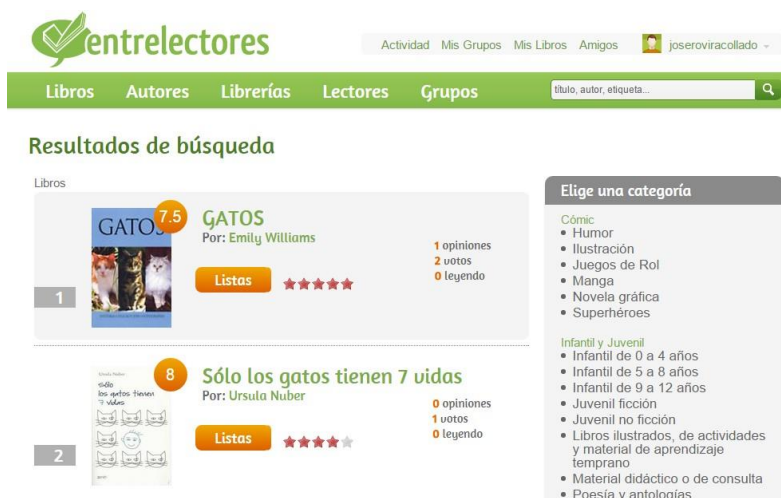 entrelectores
Actividad Mis Grupos Mis Libros Amigos joseroviracollado
Libros Autores Librerías Lectores Grupos
título, autor, etiqueta...
Resultados de búsqueda
Libros
GATOS
7.5
GATOS
Por: Emily Williams
1 opiniones
2 votos
0 leyendo
Listas
1
Sólo
los gatos tienen
7 vidas
8
Sólo los gatos tienen 7 vidas
Por: Ursula Nuber
0 opiniones
1 votos
0 leyendo
Listas
2
Elige una categoría
Cómic
Humor
Ilustración
Juegos de Rol
Manga
Novela gráfica
Superhéroes
Infantil y Juvenil
Infantil de 0 a 4 años
Infantil de 5 a 8 años
Infantil de 9 a 12 años
Juvenil ficción
Juvenil no ficción
Libros ilustrados, de actividades
y material de aprendizaje
temprano
Material didáctico o de consulta
Poesía y antologías